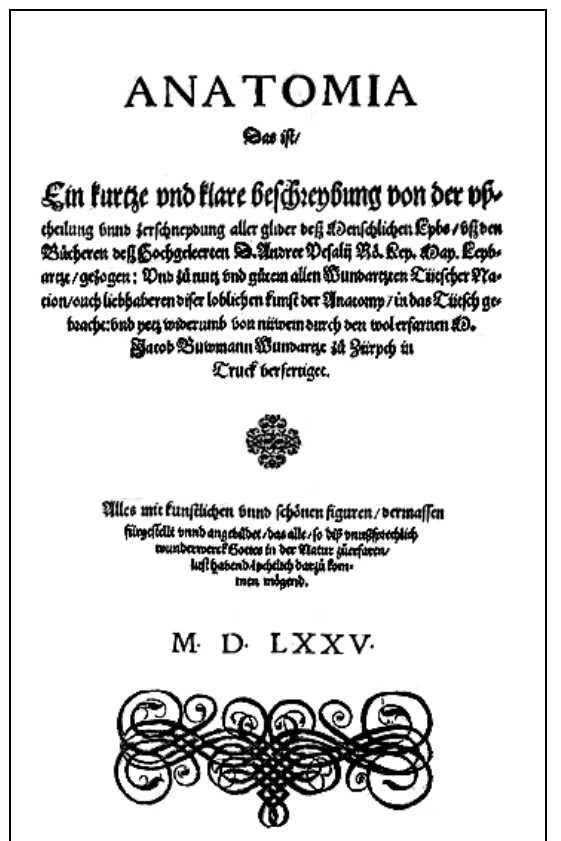 ANATOMIA
Das ist/
Ein kurtze vnd klare beschreybung von der vß-
theilung vnnd zerschneydung aller glider deß Menschlichen Lybs/vß den
Bücheren deß Hochgeleerten D. Andree Vesalij Rö. Key. May. Leyb-
artzt/gezogen: Vnd zů nutz vnd gůtem allen Wundartzten Tütscher Na-
tion/ouch liebhaberen diser loblichen kunst der Anatomy/in das Tütsch ge-
bracht: vnd yetz widerumb von nüwem durch den wolerfarnen M.
Jacob Buwmann Wundartzt zů Zürych in
Truck verfertiget.
Alles mit kunstlichen vnnd schönen figuren/dermassen
fürgestellt vnnd angebildet/das alle/so diß vnußsprechlich
wunderwerck Gottes in der Natur zůerfaren/
lust habend/lychtlich darzů kom-
men mögend.
M. D. LXXV.